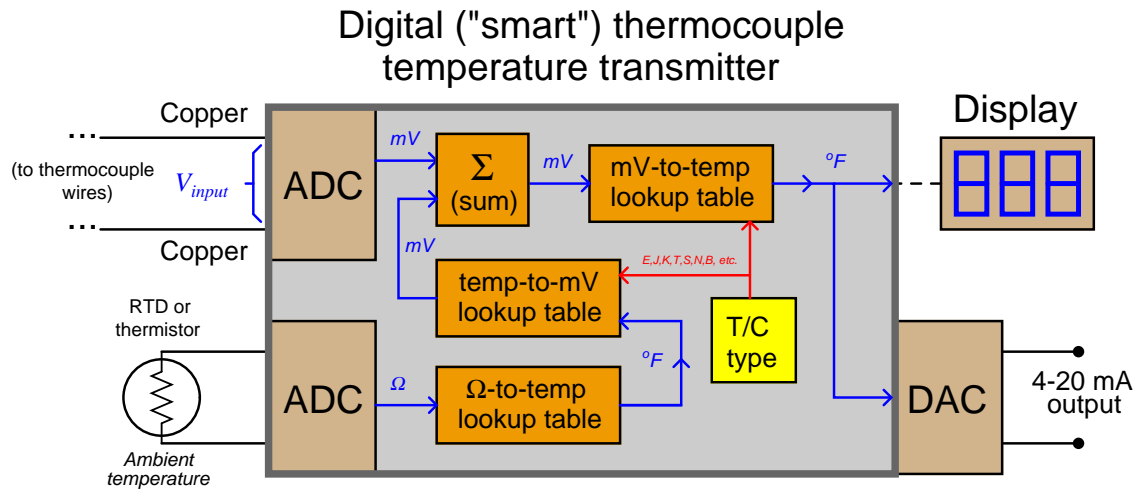 Digital ("smart") thermocouple
temperature transmitter
Copper
(to thermocouple
wires)
V_input
Copper
ADC
mV
Σ
(sum)
mV
mV-to-temp
lookup table
°F
Display
888
mV
temp-to-mV
lookup table
E,J,K,T,S,N,B, etc.
T/C
type
RTD or
thermistor
Ambient
temperature
ADC
Ω
Ω-to-temp
lookup table
°F
DAC
4-20 mA
output